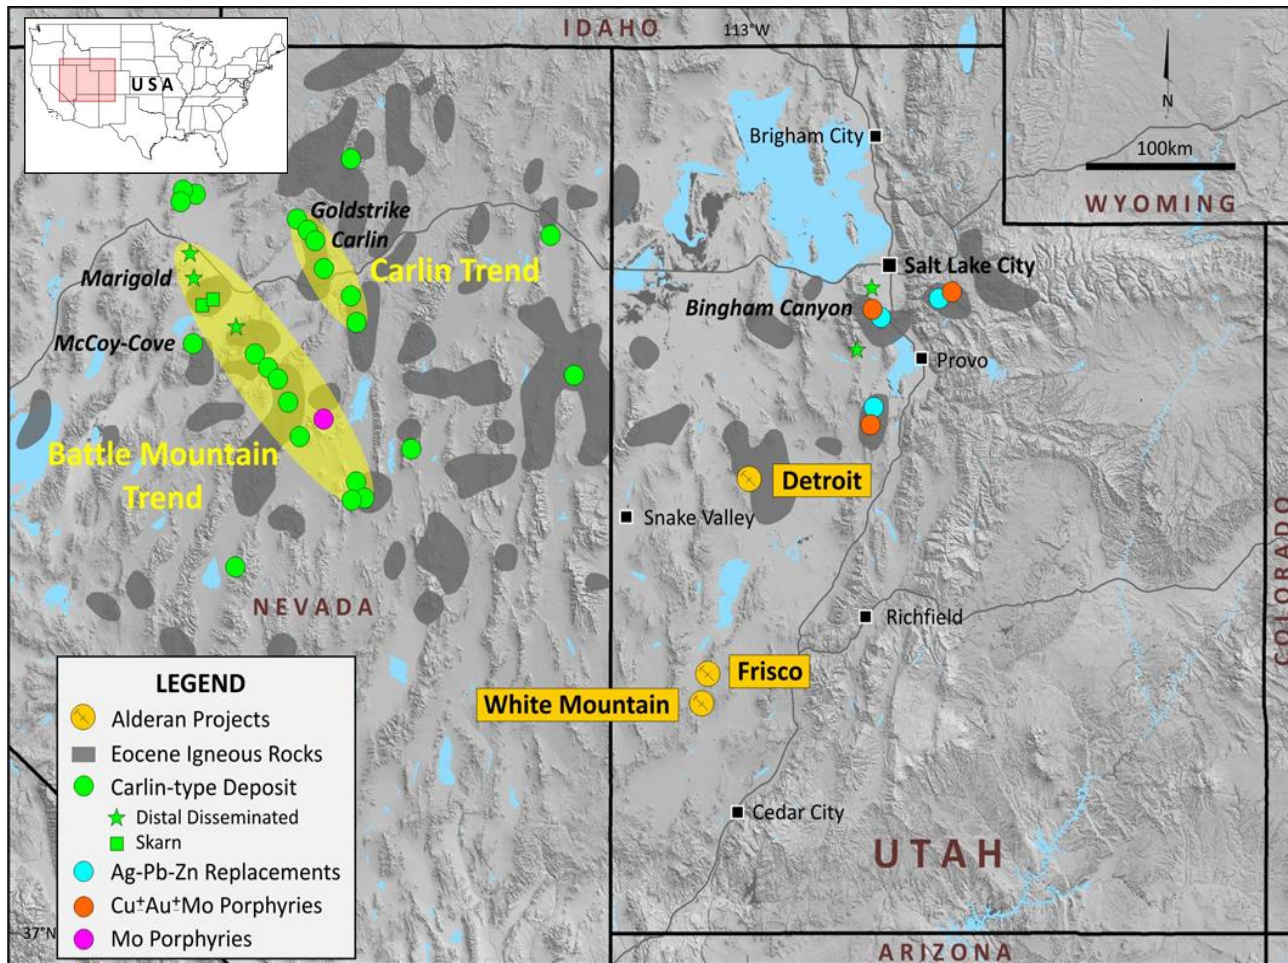 IDAHO
113°W
USA
N
100km
WYOMING
Brigham City
Goldstrike
Carlin
Carlin Trend
Marigold
Salt Lake City
Bingham Canyon
McCoy-Cove
Provo
Battle Mountain
Trend
Detroit
Snake Valley
NEVADA
COLORADO
Richfield
Frisco
White Mountain
Cedar City
UTAH
ARIZONA
37°N
LEGEND
Alderan Projects
Eocene Igneous Rocks
Carlin-type Deposit
Distal Disseminated
Skarn
Ag-Pb-Zn Replacements
Cu±Au±Mo Porphyries
Mo Porphyries